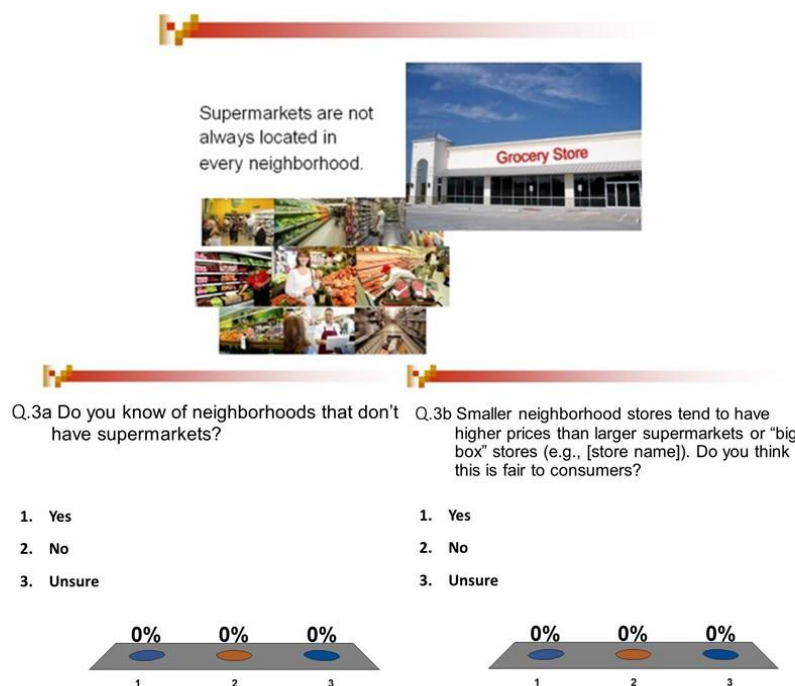 Supermarkets are not
always located in
every neighborhood.
Grocery Store
Q.3a Do you know of neighborhoods that don't
have supermarkets?
1. Yes
2. No
3. Unsure
0% 0% 0%
1 2 3
Q.3b Smaller neighborhood stores tend to have
higher prices than larger supermarkets or “big
box” stores (e.g., [store name]). Do you think
this is fair to consumers?
1. Yes
2. No
3. Unsure
0% 0% 0%
1 2 3